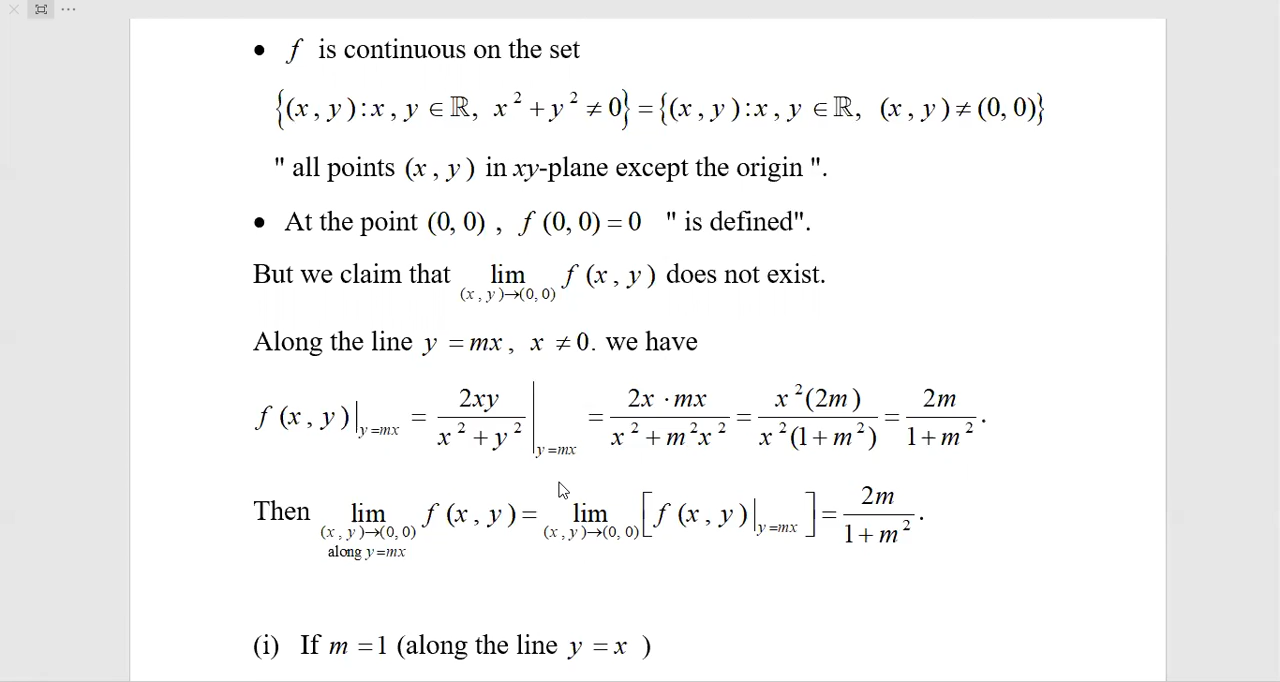 • f is continuous on the set
{(x, y): x, y ∈ ℝ, x² + y² ≠ 0} = {(x, y): x, y ∈ ℝ, (x, y) ≠ (0, 0)}
" all points (x, y) in xy-plane except the origin ".
• At the point (0, 0) , f (0, 0) = 0 " is defined".
But we claim that lim_{(x, y)→(0, 0)} f (x, y) does not exist.
Along the line y = mx, x ≠ 0. we have
f (x, y)|_{y=mx} = 2xy/(x² + y²)|_{y=mx} = (2x · mx)/(x² + m²x²) = x²(2m)/(x²(1 + m²)) = 2m/(1 + m²).
Then lim_{(x, y)→(0, 0) along y=mx} f (x, y) = lim_{(x, y)→(0, 0)} [f (x, y)|_{y=mx}] = 2m/(1 + m²).
(i) If m = 1 (along the line y = x )